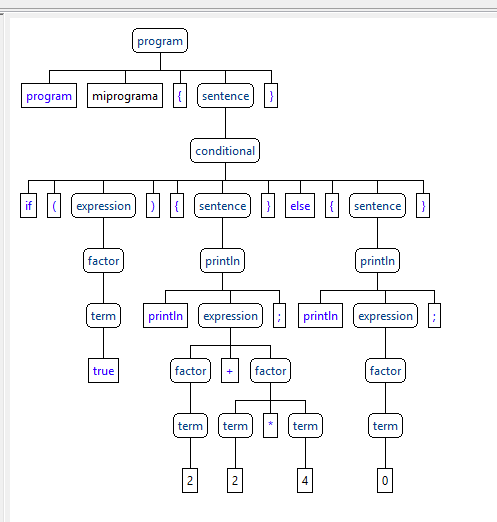 program
program miprograma { sentence }
conditional
if ( expression ) { sentence } else { sentence }
factor println println
term println expression ; println expression ;
true factor + factor factor
term term * term term
2 2 4 0